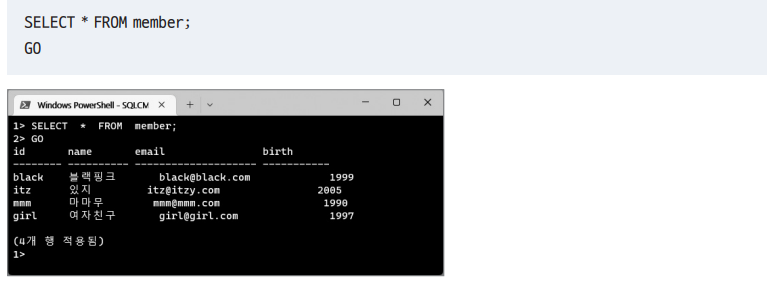 SELECT * FROM member;
GO
Windows PowerShell - SQLCM
1> SELECT * FROM member;
2> GO
id name email birth
-------- ---------- -------------------- -----------
black 블랙핑크 black@black.com 1999
itz 있지 itz@itzy.com 2005
mmm 마마무 mmm@mmm.com 1990
girl 여자친구 girl@girl.com 1997
(4개 행 적용됨)
1>